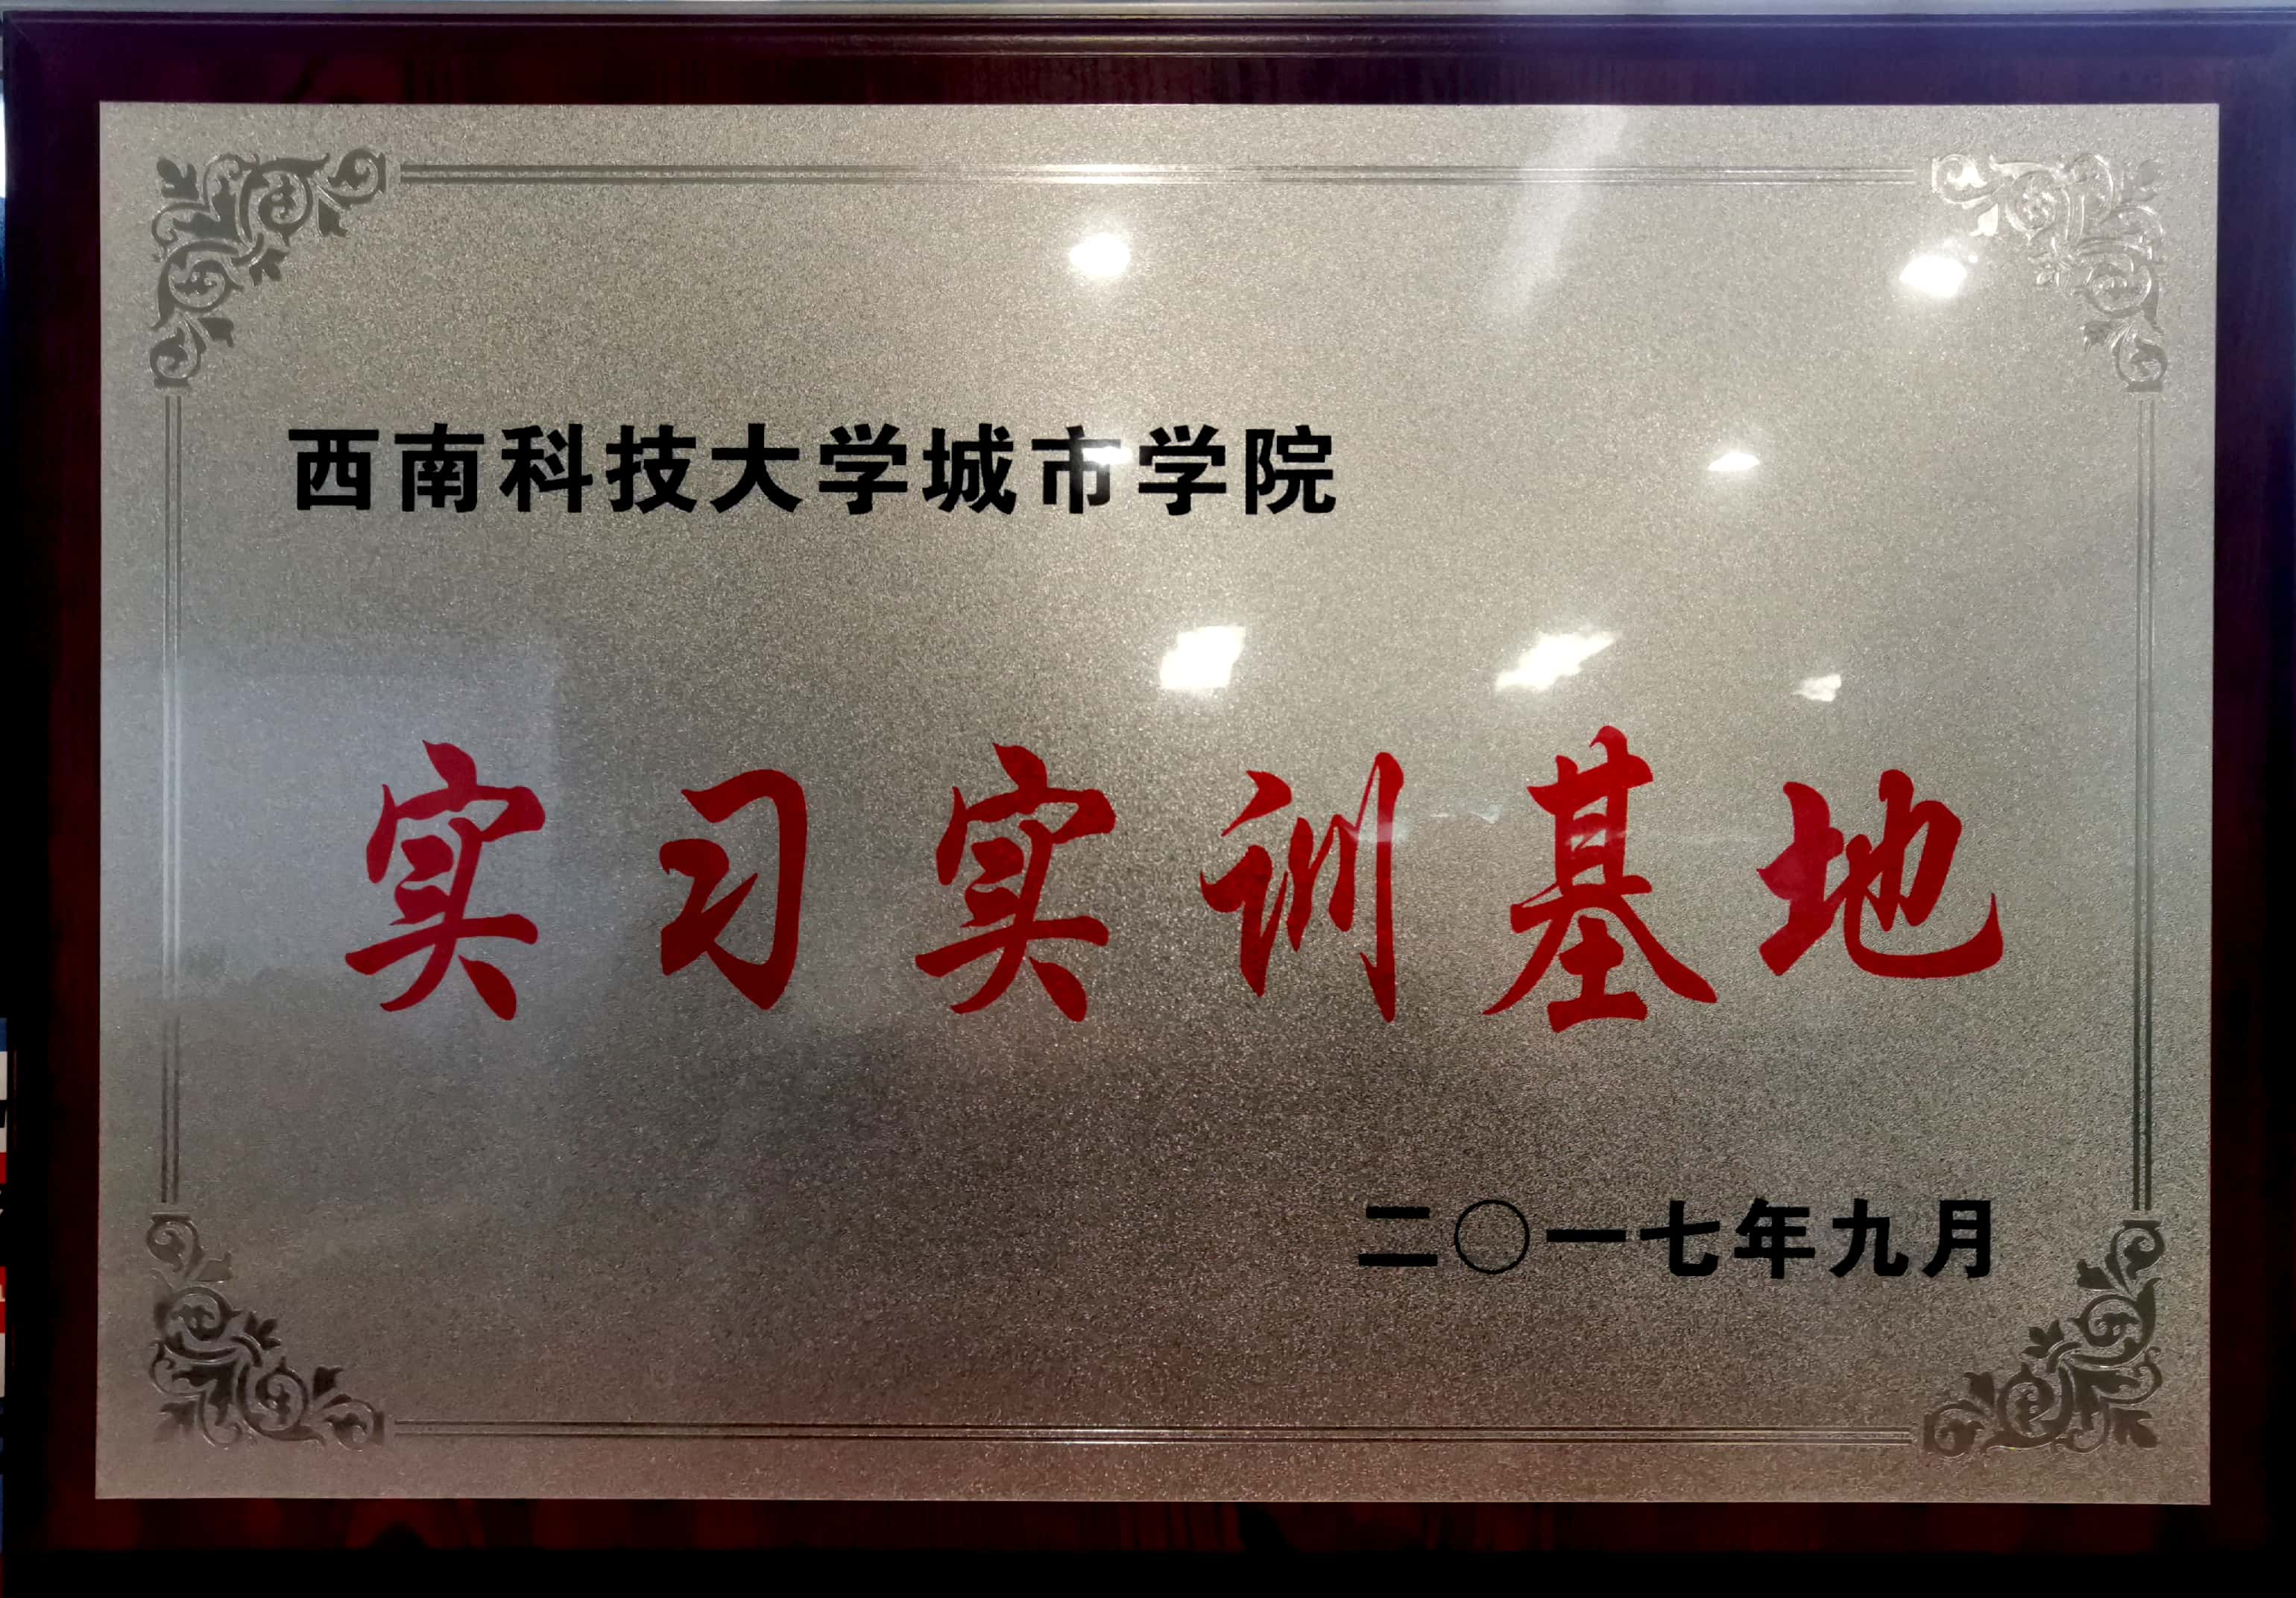 西南科技大学城市学院
实习实训基地
二〇一七年九月